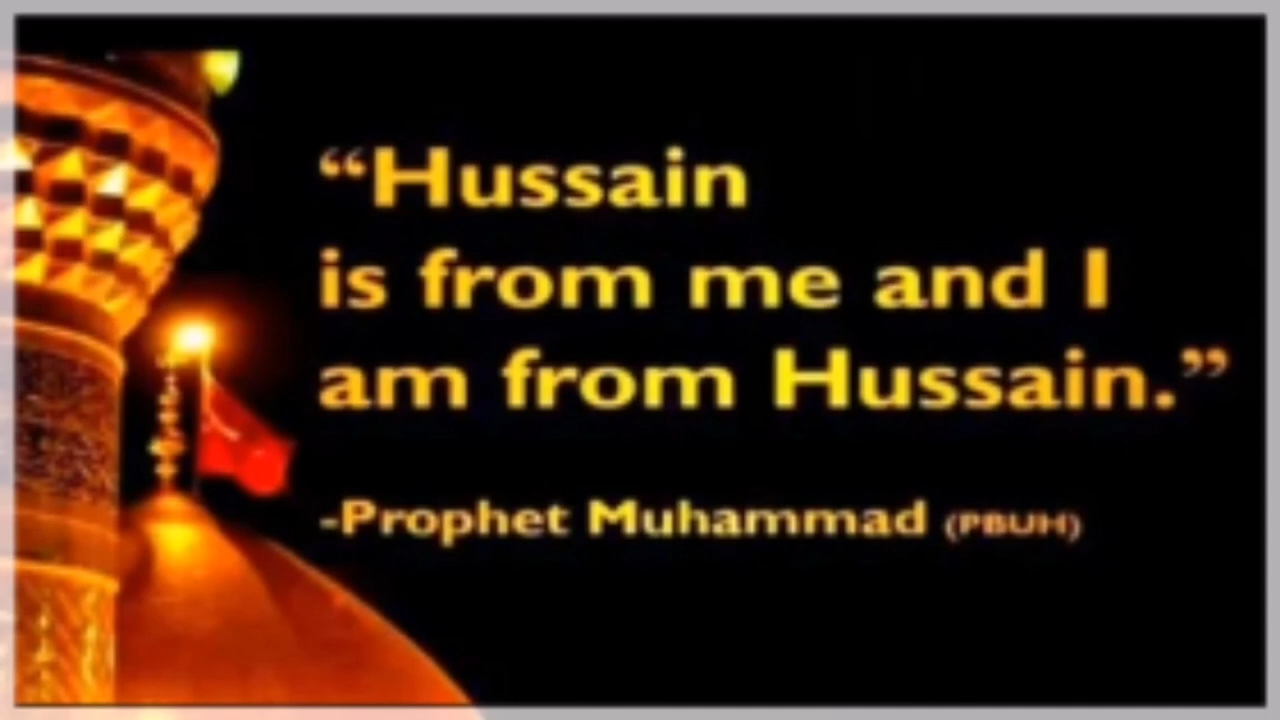 “Hussain
is from me and I
am from Hussain.”
-Prophet Muhammad (PBUH)